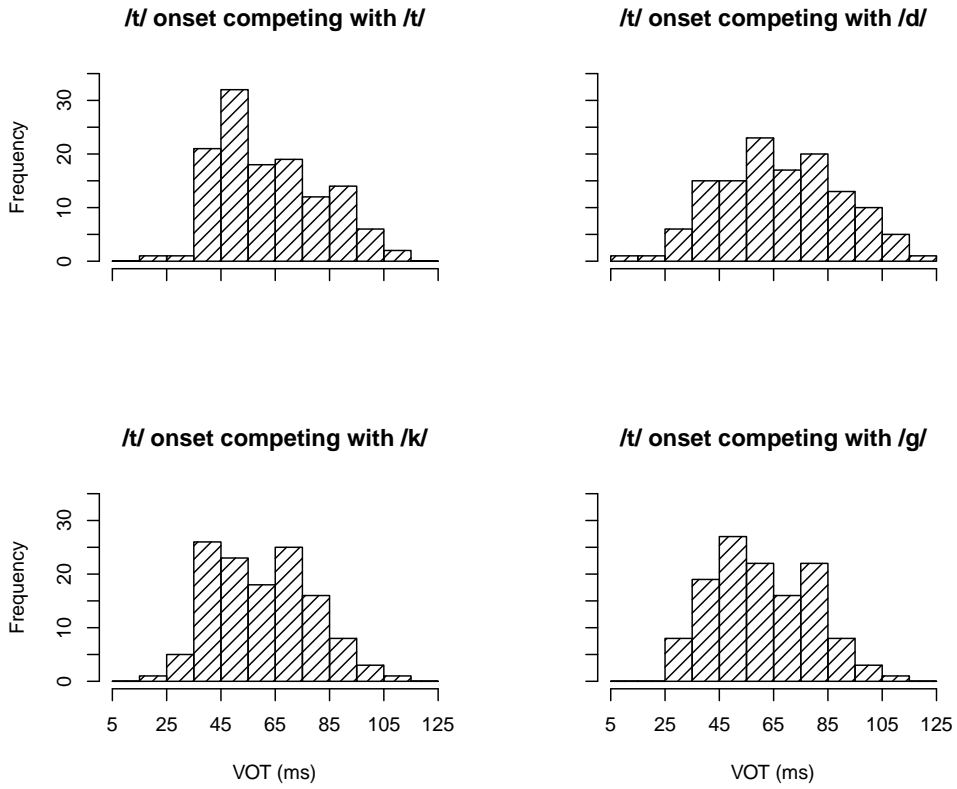 /t/ onset competing with /t/
/t/ onset competing with /d/
Frequency
0 10 20 30
/t/ onset competing with /k/
/t/ onset competing with /g/
Frequency
0 10 20 30
5 25 45 65 85 105 125
5 25 45 65 85 105 125
VOT (ms)
VOT (ms)